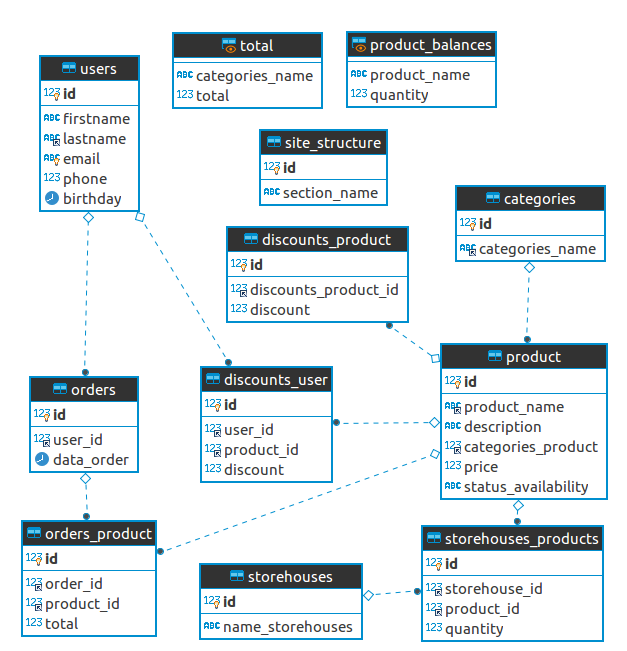 total
ABC categories_name
123 total
product_balances
ABC product_name
123 quantity
users
123 id
ABC firstname
ABC lastname
ABC email
123 phone
birthday
site_structure
123 id
ABC section_name
categories
123 id
ABC categories_name
discounts_product
123 id
123 discounts_product_id
123 discount
product
123 id
ABC product_name
ABC description
123 categories_product
123 price
ABC status_availability
discounts_user
123 id
123 user_id
123 product_id
123 discount
orders
123 id
123 user_id
data_order
orders_product
123 id
123 order_id
123 product_id
123 total
storehouses
123 id
ABC name_storehouses
storehouses_products
123 id
123 storehouse_id
123 product_id
123 quantity